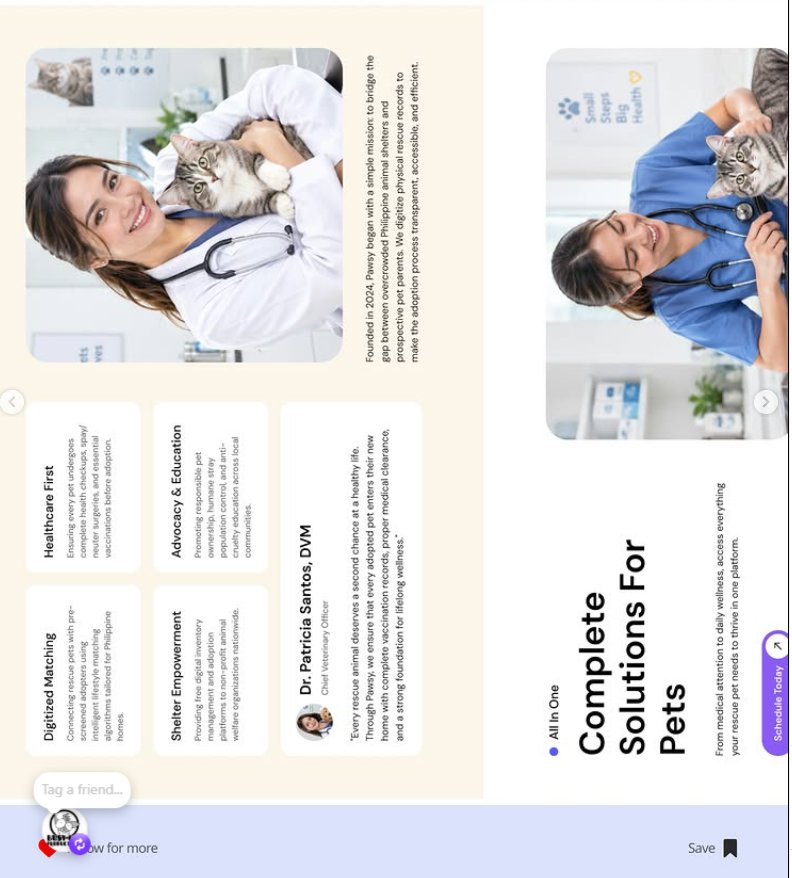 Digitized Matching
Connecting rescue pets with pre-
screened adopters using
intelligent lifestyle matching
algorithms tailored for Philippine
homes.
Healthcare First
Ensuring every pet undergoes
complete health checkups, spay/
neuter surgeries, and essential
vaccinations before adoption.
Shelter Empowerment
Providing free digital inventory
management and adoption
platforms to non-profit animal
welfare organizations nationwide.
Advocacy & Education
Promoting responsible pet
ownership, humane stray
population control, and anti-
cruelty education across local
communities.
Dr. Patricia Santos, DVM
Chief Veterinary Officer
"Every rescue animal deserves a second chance at a healthy life.
Through Pawsy, we ensure that every adopted pet enters their new
home with complete vaccination records, proper medical clearance,
and a strong foundation for lifelong wellness."
ets
ves
Founded in 2024, Pawsy began with a simple mission: to bridge the
gap between overcrowded Philippine animal shelters and
prospective pet parents. We digitize physical rescue records to
make the adoption process transparent, accessible, and efficient.
All In One
Complete
Solutions For
Pets
From medical attention to daily wellness, access everything
your rescue pet needs to thrive in one platform.
Schedule Today
Small
Steps
Big
Health
Tag a friend...
ow for more
Save